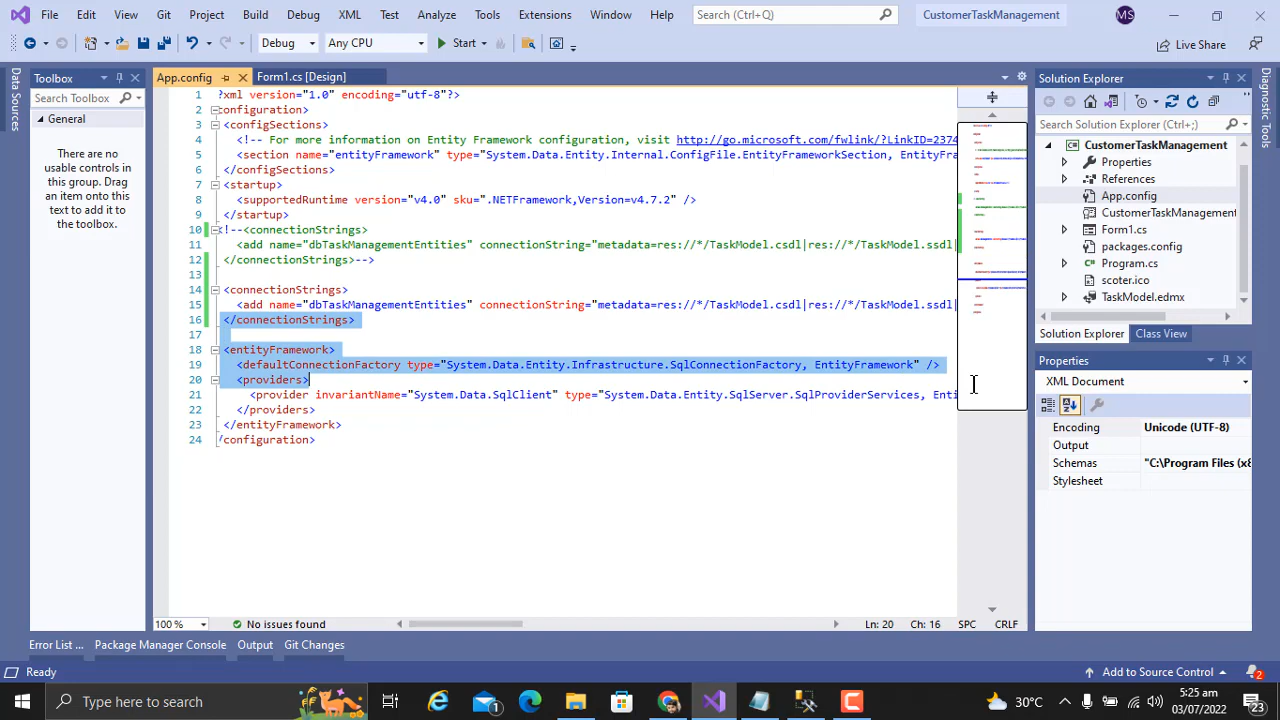 File Edit View Git Project Build Debug XML Test Analyze Tools Extensions Window Help Search (Ctrl+Q) CustomerTaskManagement MS
Debug Any CPU Start Live Share
Data Sources
Toolbox
Search Toolbox
General
There are no
usable controls in
this group. Drag
an item onto this
text to add it to
the toolbox.
App.config Form1.cs [Design]
1 ?xml version="1.0" encoding="utf-8"?>
2 onfiguration>
3 <configSections>
4 <!-- For more information on Entity Framework configuration, visit http://go.microsoft.com/fwlink/?LinkID=2374
5 <section name="entityFramework" type="System.Data.Entity.Internal.ConfigFile.EntityFrameworkSection, EntityFra
6 </configSections>
7 <startup>
8 <supportedRuntime version="v4.0" sku=".NETFramework,Version=v4.7.2" />
9 </startup>
10 !--<connectionStrings>
11 <add name="dbTaskManagementEntities" connectionString="metadata=res://*/TaskModel.csdl|res://*/TaskModel.ssdl|
12 </connectionStrings>-->
13
14 <connectionStrings>
15 <add name="dbTaskManagementEntities" connectionString="metadata=res://*/TaskModel.csdl|res://*/TaskModel.ssdl|
16 </connectionStrings>
17
18 <entityFramework>
19 <defaultConnectionFactory type="System.Data.Entity.Infrastructure.SqlConnectionFactory, EntityFramework" />
20 <providers>
21 <provider invariantName="System.Data.SqlClient" type="System.Data.Entity.SqlServer.SqlProviderServices, Enti
22 </providers>
23 </entityFramework>
24 /configuration>
100 % No issues found Ln: 20 Ch: 16 SPC CRLF
Solution Explorer
Search Solution Explorer (Ctrl+;)
CustomerTaskManagement
Properties
References
App.config
CustomerTaskManagement
Form1.cs
packages.config
Program.cs
scoter.ico
TaskModel.edmx
Solution Explorer Class View
Properties
XML Document
Encoding Unicode (UTF-8)
Output
Schemas "C:\Program Files (x8
Stylesheet
Diagnostic Tools
Error List ... Package Manager Console Output Git Changes
Ready Add to Source Control 2
Type here to search 1 30°C ENG 5:25 am
03/07/2022 23